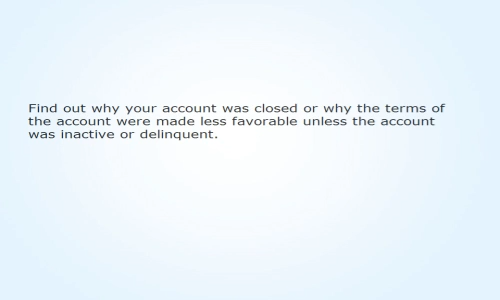 Find out why your account was closed or why the terms of
the account were made less favorable unless the account
was inactive or delinquent.